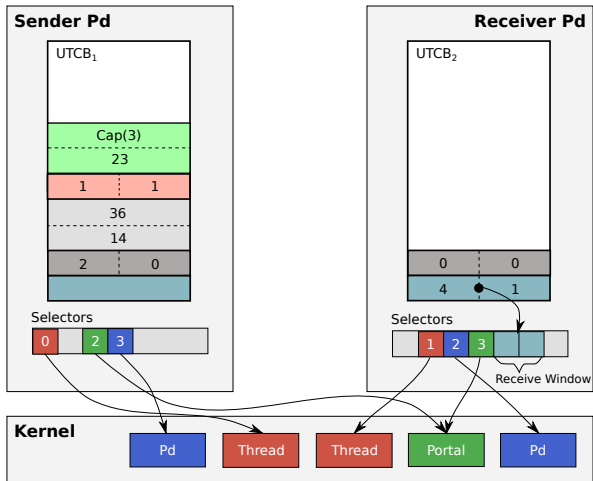 Sender Pd
UTCB1
Cap(3)
23
1 1
36
14
2 0
Selectors
0 2 3
Receiver Pd
UTCB2
0 0
4 1
Selectors
1 2 3
Receive Window
Kernel
Pd Thread Thread Portal Pd